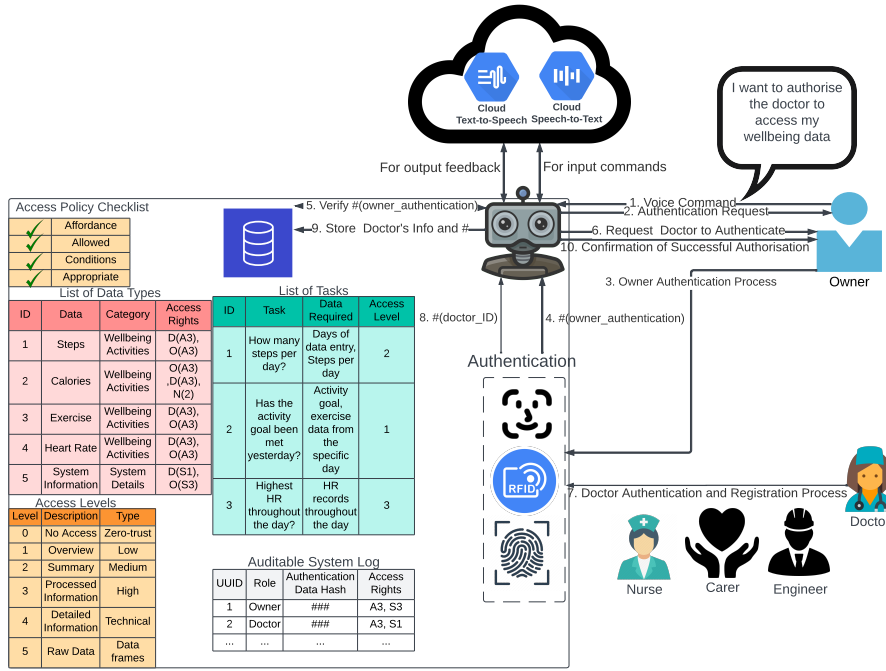 Cloud
Text-to-Speech
Cloud
Speech-to-Text
I want to authorise
the doctor to
access my
wellbeing data
For output feedback
For input commands
Access Policy Checklist
Affordance
Allowed
Conditions
Appropriate
5. Verify #(owner_authentication)
9. Store Doctor's Info and #
1. Voice Command
2. Authentication Request
6. Request Doctor to Authenticate
10. Confirmation of Successful Authorisation
Owner
3. Owner Authentication Process
8. #(doctor_ID)
4. #(owner_authentication)
Authentication
RFID
7. Doctor Authentication and Registration Process
Docto
Nurse
Carer
Engineer
List of Data Types
ID Data Category Access
Rights
1 Steps Wellbeing
Activities D(A3),
O(A3)
2 Calories Wellbeing
Activities O(A3)
,D(A3),
N(2)
3 Exercise Wellbeing
Activities D(A3),
O(A3)
4 Heart Rate Wellbeing
Activities D(A3),
O(A3)
5 System
Information System
Details D(S1),
O(S3)
List of Tasks
ID Task Data
Required Access
Level
1 How many
steps per
day? Days of
data entry,
Steps per
day 2
2 Has the
activity
goal been
met
yesterday? Activity
goal,
exercise
data from
the
specific
day 1
3 Highest
HR
throughout
the day? HR
records
throughout
the day 3
Access Levels
Level Description Type
0 No Access Zero-trust
1 Overview Low
2 Summary Medium
3 Processed
Information High
4 Detailed
Information Technical
5 Raw Data Data
frames
Auditable System Log
UUID Role Authentication
Data Hash Access
Rights
1 Owner ### A3, S3
2 Doctor ### A3, S1
... ... ... ...